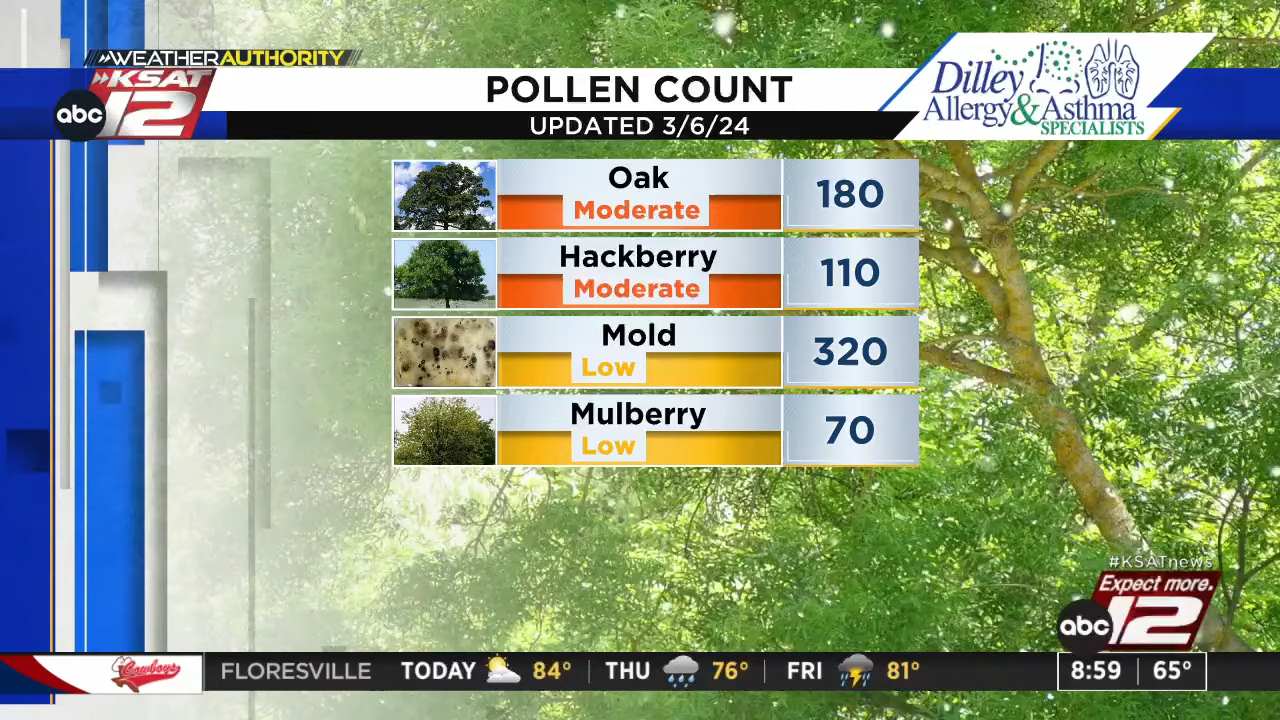 WEATHERAUTHORITY
KSAT
abc
12
POLLEN COUNT
UPDATED 3/6/24
Dilley
Allergy&Asthma
SPECIALISTS
Oak
Moderate
180
Hackberry
Moderate
110
Mold
Low
320
Mulberry
Low
70
#KSATnews
Expect more.
abc
12
Cowboys
FLORESVILLE TODAY 84° THU 76° FRI 81°
8:59 65°